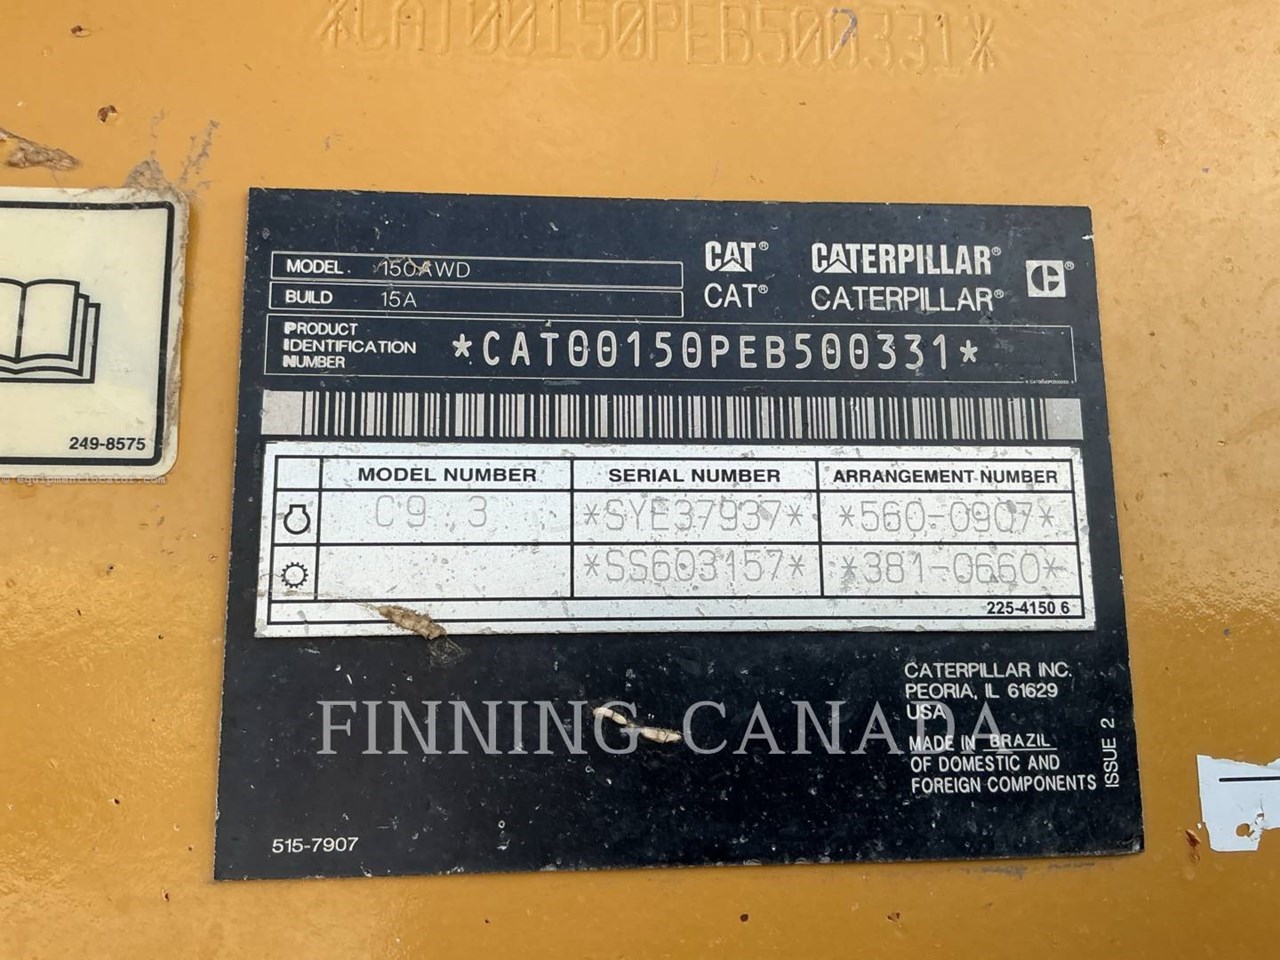 *CAT00150PEB500331*
MODEL 150AWD
BUILD 15A
CAT® CATERPILLAR®
CAT® CATERPILLAR®
PRODUCT
IDENTIFICATION
NUMBER
*CAT00150PEB500331*
MODEL NUMBER SERIAL NUMBER ARRANGEMENT NUMBER
C9.3 *SYE37937* *560-0907*
*SS603157* *381-0660*
225-4150 6
249-8575
© equipmentlocator.com
CATERPILLAR INC.
PEORIA, IL 61629
USA
MADE IN BRAZIL
OF DOMESTIC AND
FOREIGN COMPONENTS
ISSUE 2
FINNING CANADA
515-7907